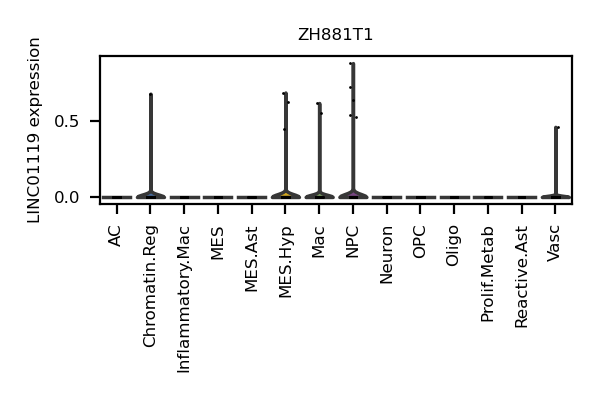 ZH881T1
LINC01119 expression
0.5
0.0
AC
Chromatin.Reg
Inflammatory.Mac
MES
MES.Ast
MES.Hyp
Mac
NPC
Neuron
OPC
Oligo
Prolif.Metab
Reactive.Ast
Vasc